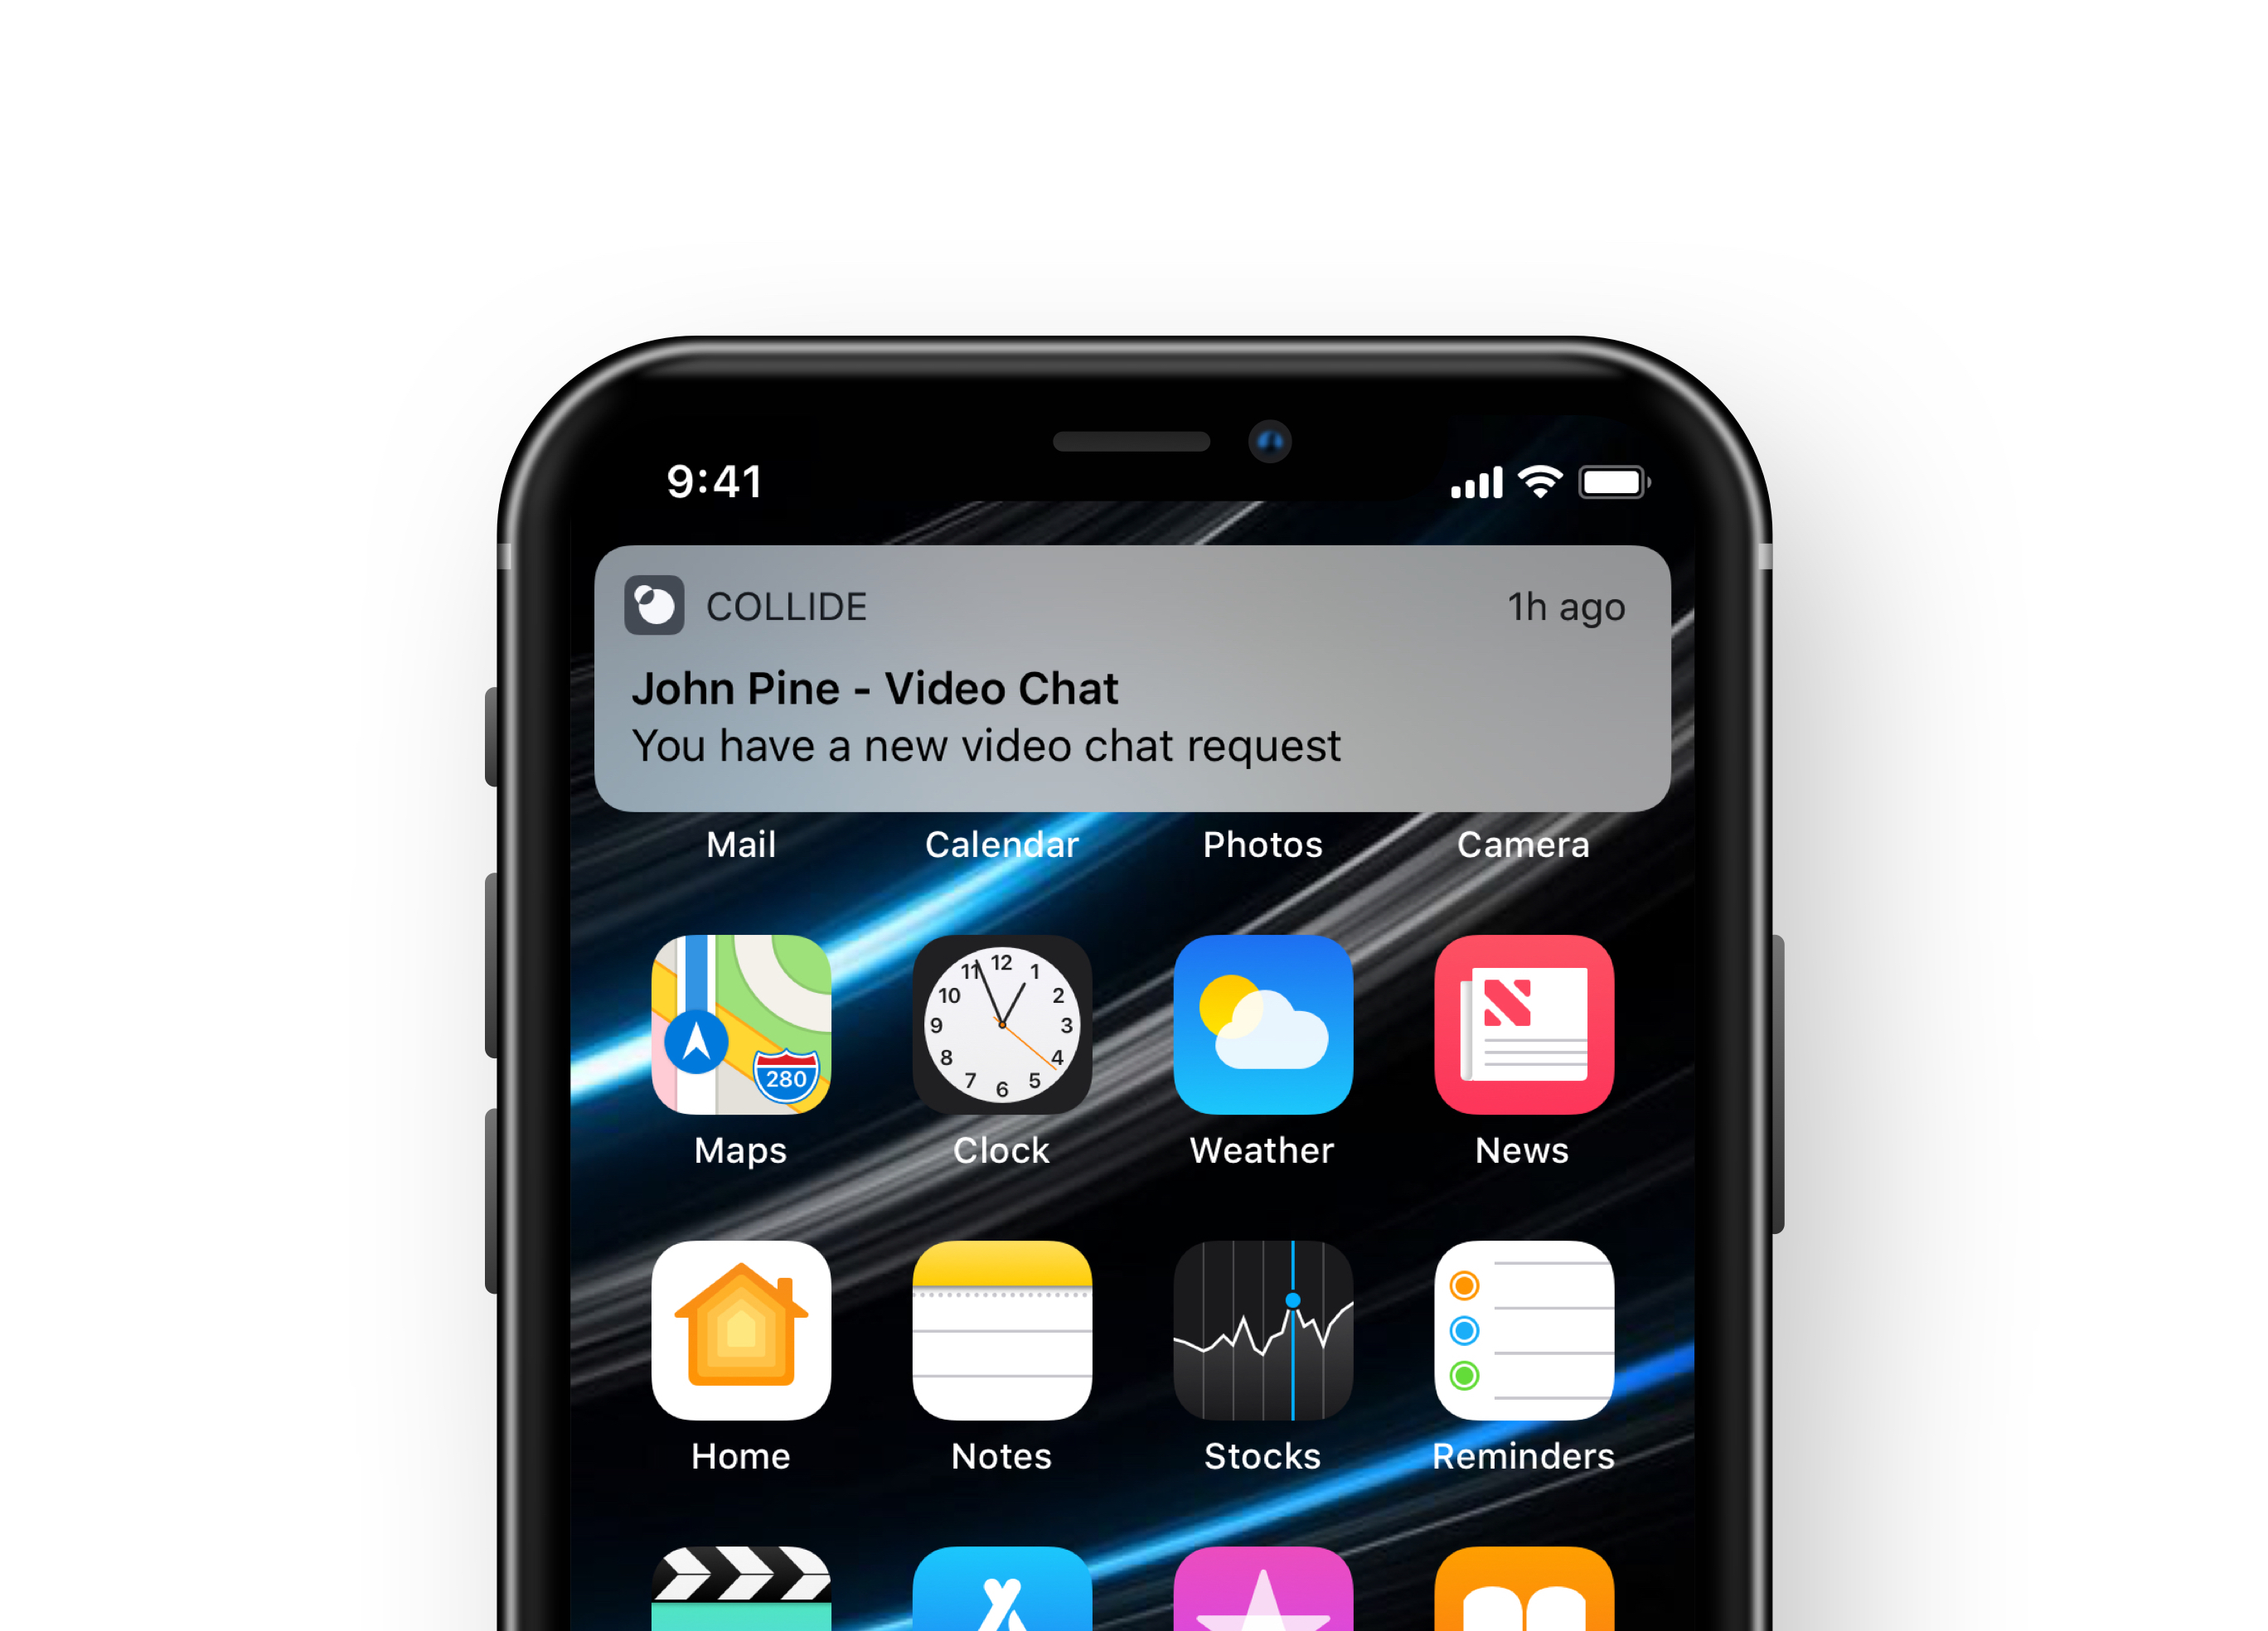 9:41
COLLIDE 1h ago
John Pine - Video Chat
You have a new video chat request
Mail Calendar Photos Camera
11 12 1
10 2
9 3
8 4
7 6 5
280
Maps Clock Weather News
Home Notes Stocks Reminders